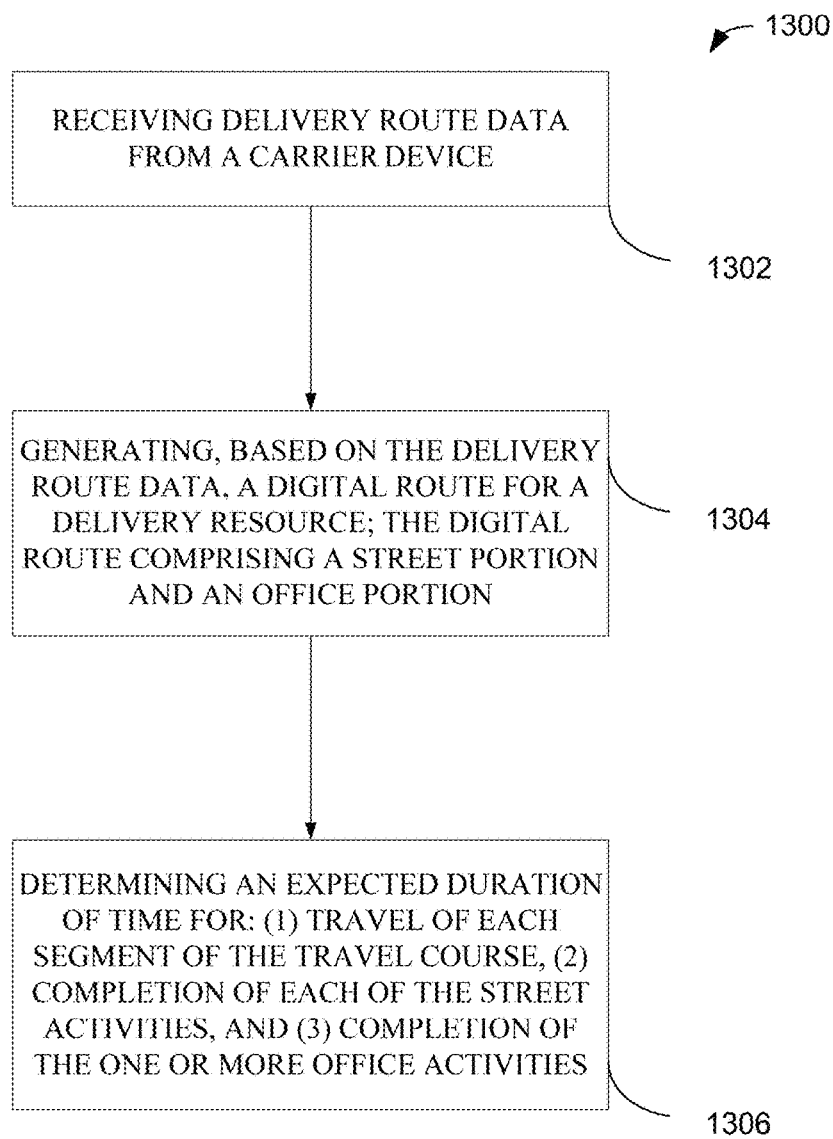 1300
RECEIVING DELIVERY ROUTE DATA
FROM A CARRIER DEVICE
1302
GENERATING, BASED ON THE DELIVERY
ROUTE DATA, A DIGITAL ROUTE FOR A
DELIVERY RESOURCE; THE DIGITAL
ROUTE COMPRISING A STREET PORTION
AND AN OFFICE PORTION
1304
DETERMINING AN EXPECTED DURATION
OF TIME FOR: (1) TRAVEL OF EACH
SEGMENT OF THE TRAVEL COURSE, (2)
COMPLETION OF EACH OF THE STREET
ACTIVITIES, AND (3) COMPLETION OF
THE ONE OR MORE OFFICE ACTIVITIES
1306